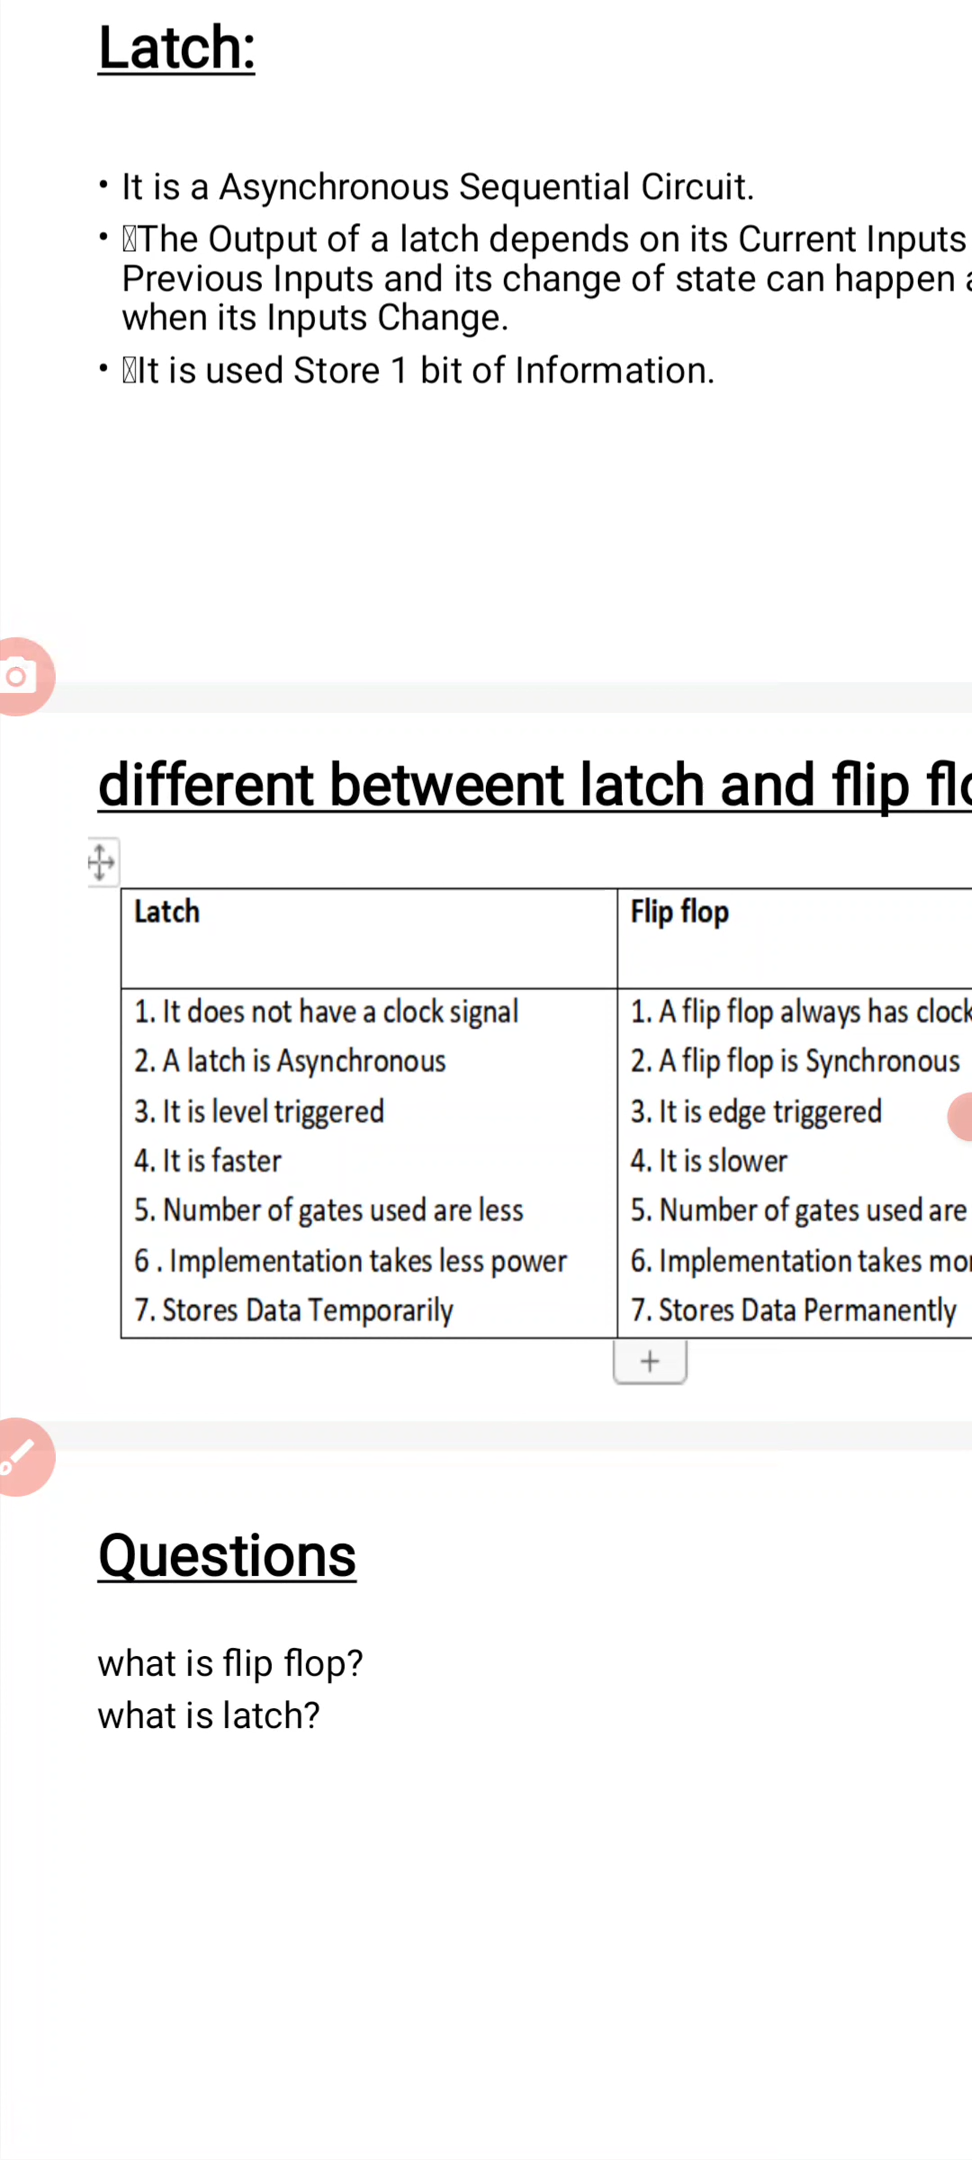 Latch:
• It is a Asynchronous Sequential Circuit.
• The Output of a latch depends on its Current Inputs
Previous Inputs and its change of state can happen
when its Inputs Change.
• It is used Store 1 bit of Information.
different betweent latch and flip
Latch
Flip flop
1. It does not have a clock signal
2. A latch is Asynchronous
3. It is level triggered
4. It is faster
5. Number of gates used are less
6 . Implementation takes less power
7. Stores Data Temporarily
1. A flip flop always has clock
2. A flip flop is Synchronous
3. It is edge triggered
4. It is slower
5. Number of gates used are
6. Implementation takes
7. Stores Data Permanently
+
Questions
what is flip flop?
what is latch?